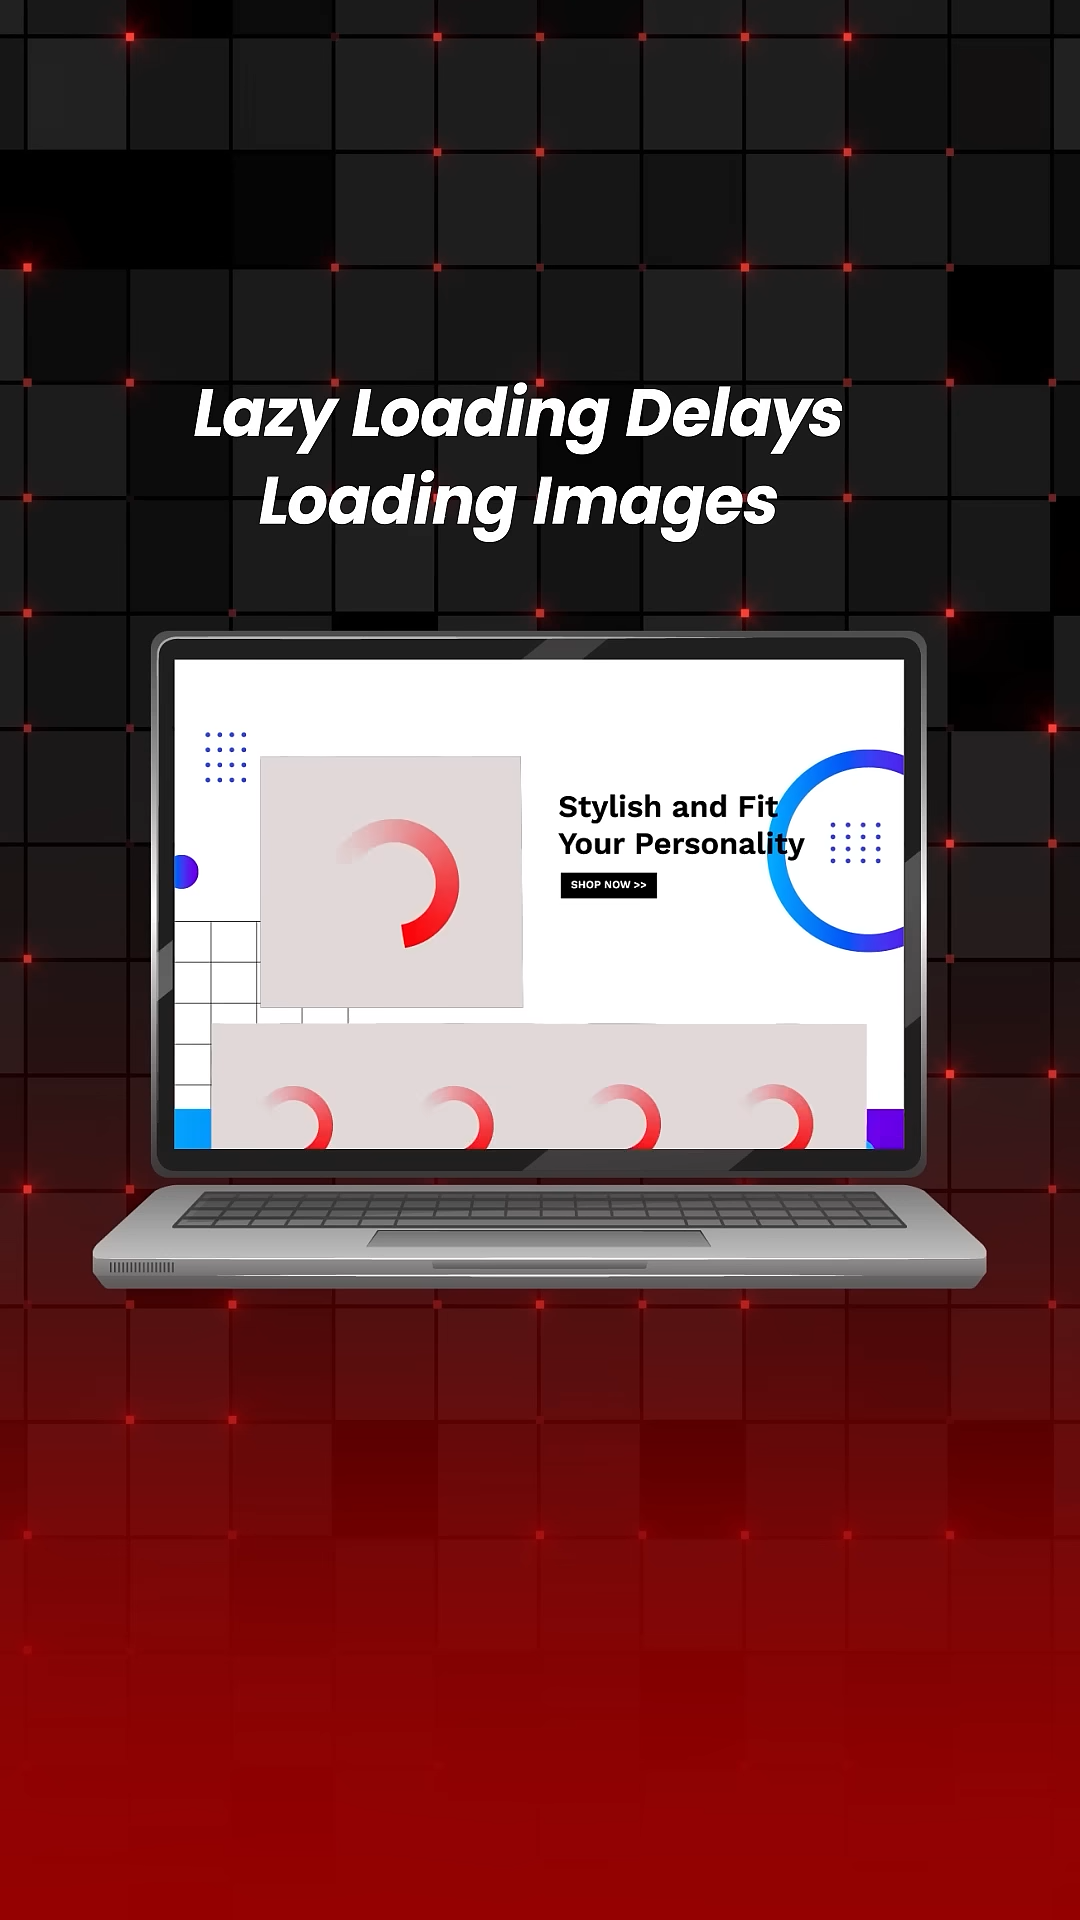 Lazy Loading Delays
Loading Images
Stylish and Fit
Your Personality
SHOP NOW >>